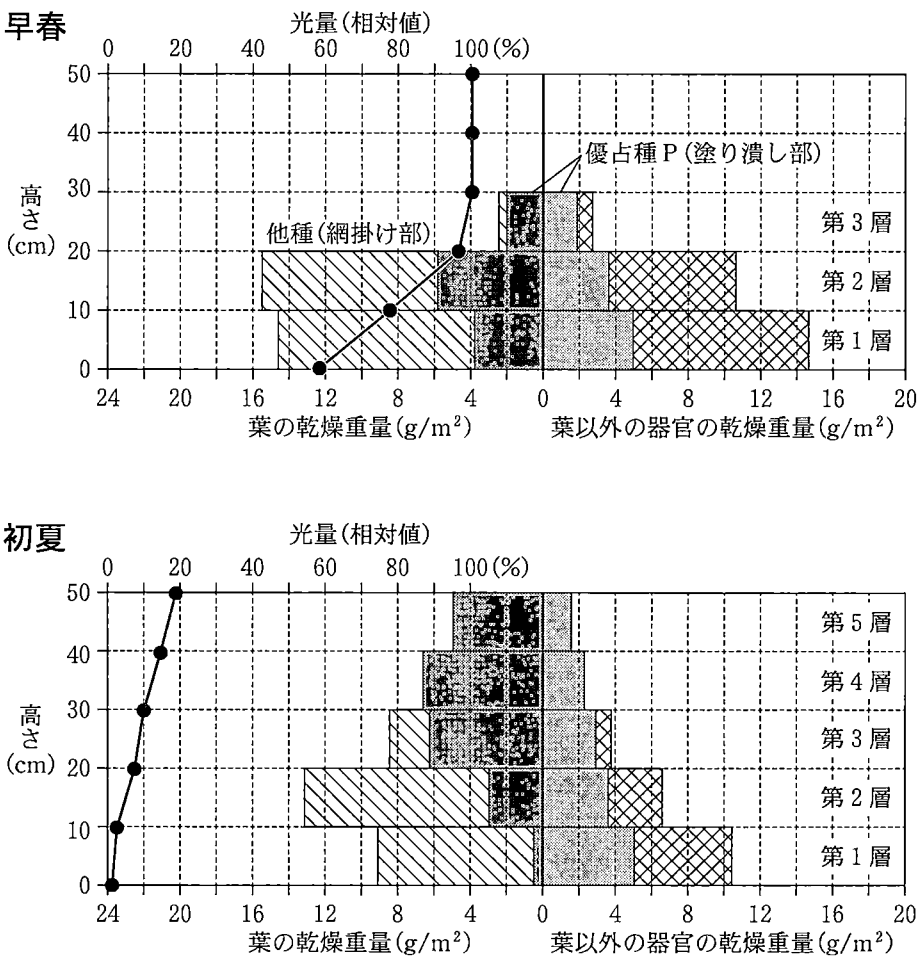 早春
光量(相対値)
0 20 40 60 80 100(%)
50
40
30
20
10
0
高さ
(cm)
優占種P(塗り潰し部)
他種(網掛け部)
第3層
第2層
第1層
24 20 16 12 8 4 0 4 8 12 16 20
葉の乾燥重量(g/m²) 葉以外の器官の乾燥重量(g/m²)
初夏
光量(相対値)
0 20 40 60 80 100(%)
50
40
30
20
10
0
高さ
(cm)
第5層
第4層
第3層
第2層
第1層
24 20 16 12 8 4 0 4 8 12 16 20
葉の乾燥重量(g/m²) 葉以外の器官の乾燥重量(g/m²)